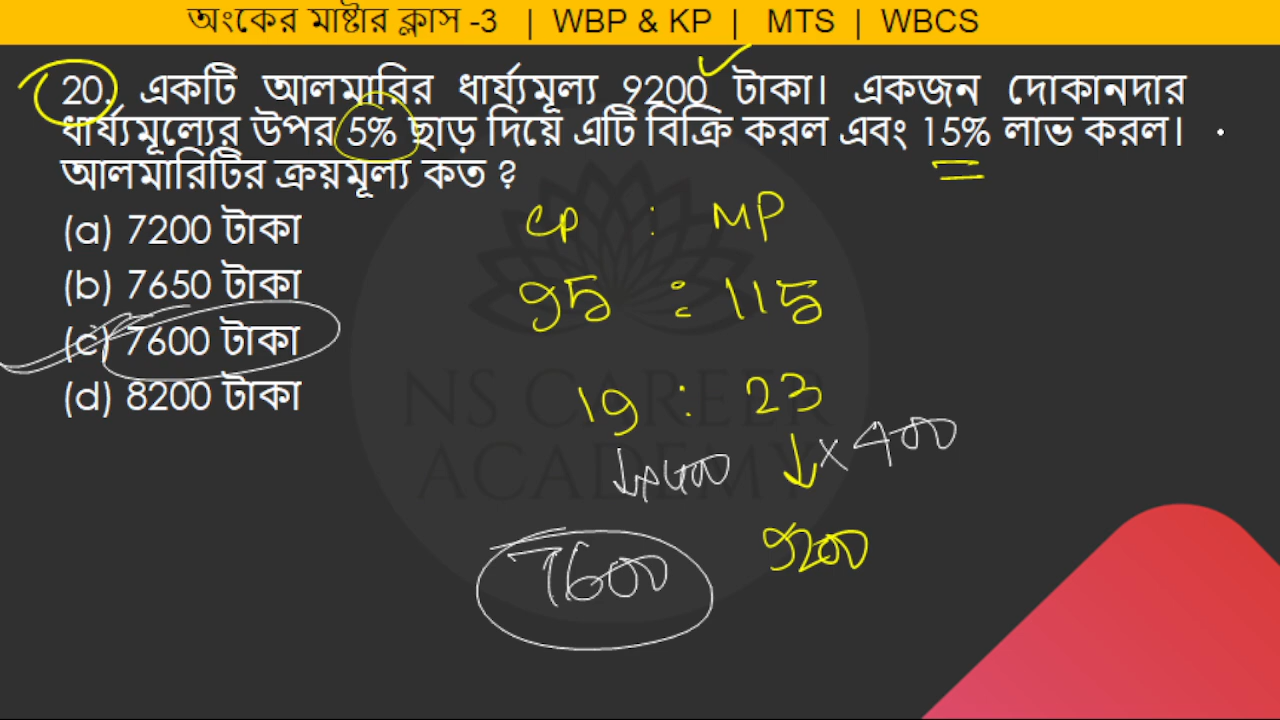 অংকের মাষ্টার ক্লাস -3 | WBP & KP | MTS | WBCS
20. একটি আলমারির ধার্য্যমূল্য 9200 টাকা। একজন দোকানদার
ধার্য্যমূল্যের উপর 5% ছাড় দিয়ে এটি বিক্রি করল এবং 15% লাভ করল।
আলমারিটির ক্রয়মূল্য কত ?
(a) 7200 টাকা
(b) 7650 টাকা
(c) 7600 টাকা
(d) 8200 টাকা
CP : MP
95 : 115
19 : 23
↓×400 ↓×400
7600 9200
NS CAREER
ACADEMY